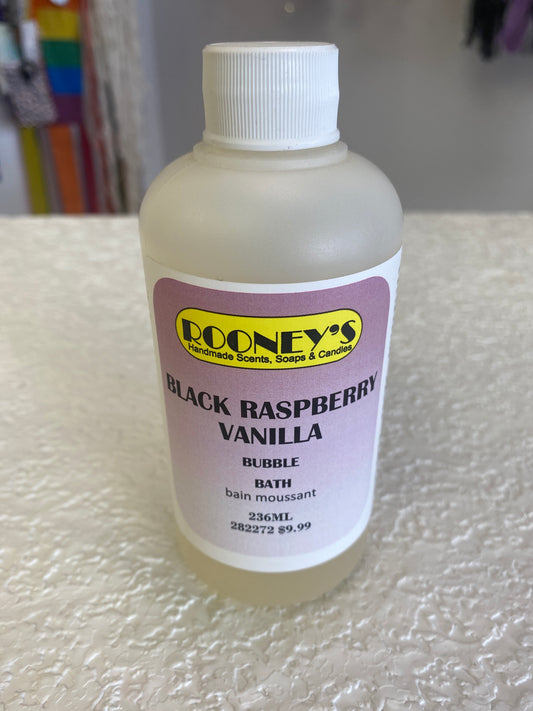 ROONEY'S
Handmade Scents, Soaps & Candles
BLACK RASPBERRY
VANILLA
BUBBLE
BATH
bain moussant
236ML
282272 $9.99